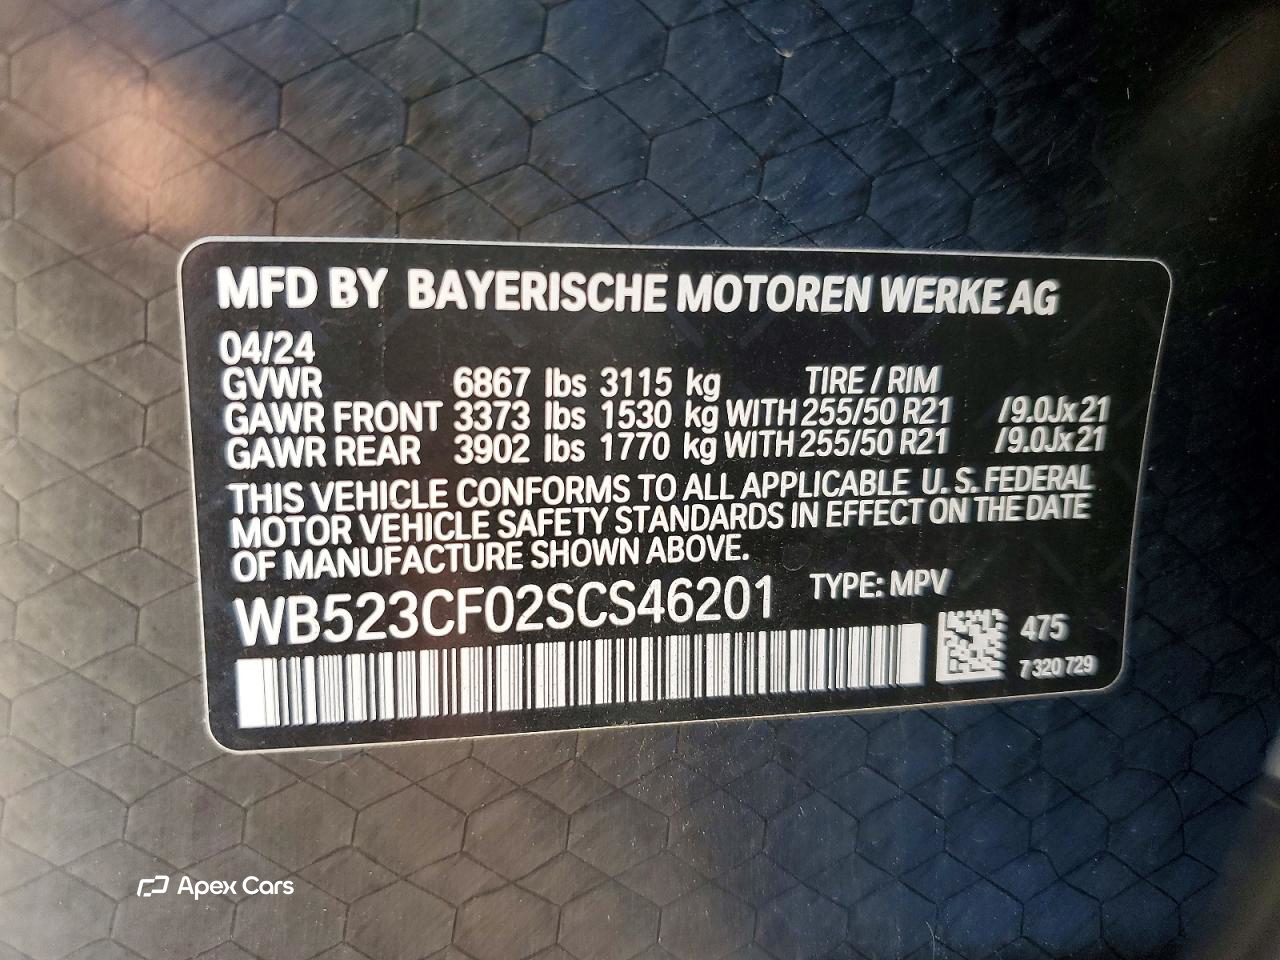 MFD BY BAYERISCHE MOTOREN WERKE AG
04/24
GVWR 6867 lbs 3115 kg TIRE / RIM
GAWR FRONT 3373 lbs 1530 kg WITH 255/50 R21 /9.0Jx21
GAWR REAR 3902 lbs 1770 kg WITH 255/50 R21 /9.0Jx21
THIS VEHICLE CONFORMS TO ALL APPLICABLE U.S. FEDERAL
MOTOR VEHICLE SAFETY STANDARDS IN EFFECT ON THE DATE
OF MANUFACTURE SHOWN ABOVE.
WB523CF02SCS46201 TYPE: MPV
475
7 320 729
Apex Cars